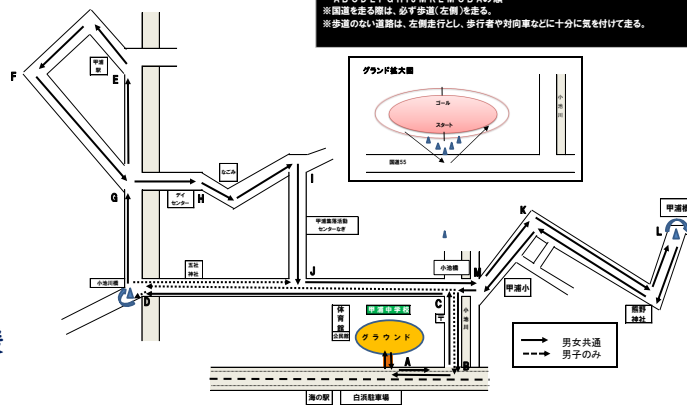 ※国道を走る際は、必ず歩道(左側)を走る。
※歩道のない道路は、左側走行とし、歩行者や対向車などに十分に気を付けて走る。
グランド拡大図
ゴール
スタート
小池川
国道55
F
甲浦駅
E
G
デイセンター
H
なごみ
I
甲浦集落活動
センターなぎ
K
甲浦橋
L
五社神社
小池川橋
J
小池橋
M
甲浦小
熊野神社
D
C
体育館
公民館
甲浦中学校
グラウンド
小池川
〒
A
B
海の駅
白浜駐車場
男女共通
男子のみ